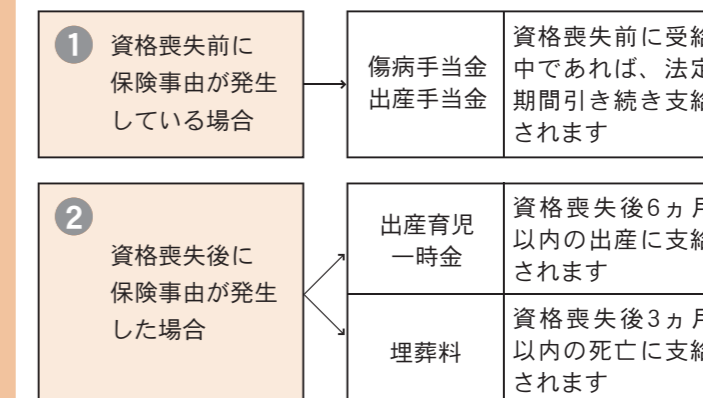 1 資格喪失前に
保険事由が発生
している場合
傷病手当金
出産手当金
資格喪失前に受給
中であれば、法定
期間引き続き支給
されます
2
資格喪失後に
保険事由が発生
した場合
出産育児
一時金
資格喪失後6ヵ月
以内の出産に支給
されます
埋葬料
資格喪失後3ヵ月
以内の死亡に支給
されます